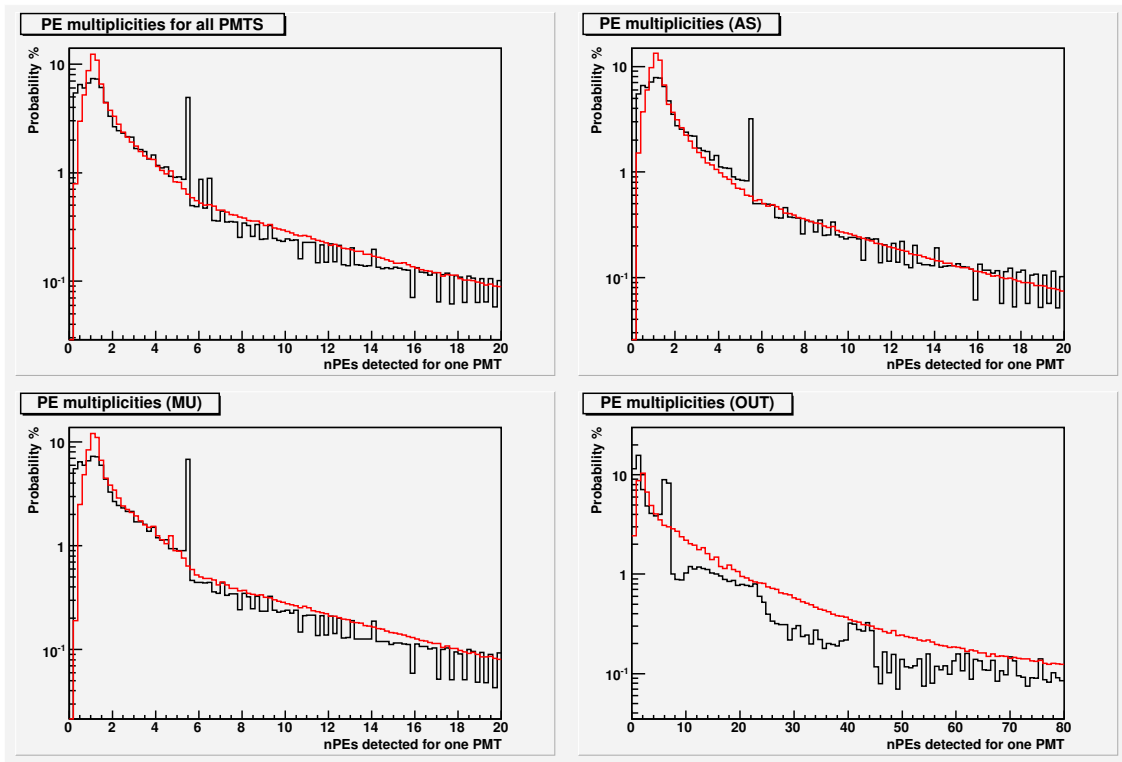 PE multiplicities for all PMTS
Probability %
10
1
10-1
0 2 4 6 8 10 12 14 16 18 20
nPEs detected for one PMT
PE multiplicities (AS)
Probability %
10
1
10-1
0 2 4 6 8 10 12 14 16 18 20
nPEs detected for one PMT
PE multiplicities (MU)
Probability %
10
1
10-1
0 2 4 6 8 10 12 14 16 18 20
nPEs detected for one PMT
PE multiplicities (OUT)
Probability %
10
1
10-1
0 10 20 30 40 50 60 70 80
nPEs detected for one PMT